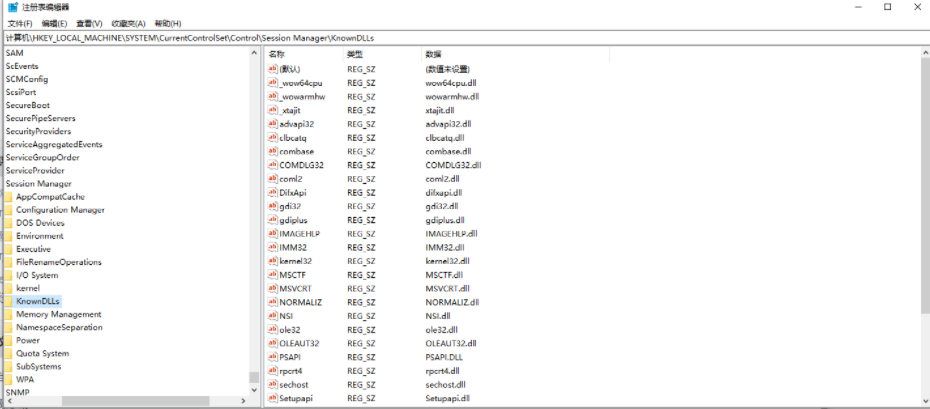 注册表编辑器
文件(F) 编辑(E) 查看(V) 收藏夹(A) 帮助(H)
计算机\HKEY_LOCAL_MACHINE\SYSTEM\CurrentControlSet\Control\Session Manager\KnownDLLs
SAM
ScEvents
SCMConfig
ScsiPort
SecureBoot
SecurePipeServers
SecurityProviders
ServiceAggregatedEvents
ServiceGroupOrder
ServiceProvider
Session Manager
AppCompatCache
Configuration Manager
DOS Devices
Environment
Executive
FileRenameOperations
I/O System
kernel
KnownDLLs
Memory Management
NamespaceSeparation
Power
Quota System
SubSystems
WPA
SNMP
名称 类型 数据
(默认) REG_SZ (数值未设置)
_wow64cpu REG_SZ wow64cpu.dll
_wowarmhw REG_SZ wowarmhw.dll
_xtajit REG_SZ xtajit.dll
advapi32 REG_SZ advapi32.dll
clbcatq REG_SZ clbcatq.dll
combase REG_SZ combase.dll
COMDLG32 REG_SZ COMDLG32.dll
coml2 REG_SZ coml2.dll
DifxApi REG_SZ difxapi.dll
gdi32 REG_SZ gdi32.dll
gdiplus REG_SZ gdiplus.dll
IMAGEHLP REG_SZ IMAGEHLP.dll
IMM32 REG_SZ IMM32.dll
kernel32 REG_SZ kernel32.dll
MSCTF REG_SZ MSCTF.dll
MSVCRT REG_SZ MSVCRT.dll
NORMALIZ REG_SZ NORMALIZ.dll
NSI REG_SZ NSI.dll
ole32 REG_SZ ole32.dll
OLEAUT32 REG_SZ OLEAUT32.dll
PSAPI REG_SZ PSAPI.DLL
rpcrt4 REG_SZ rpcrt4.dll
sechost REG_SZ sechost.dll
Setupapi REG_SZ Setupapi.dll